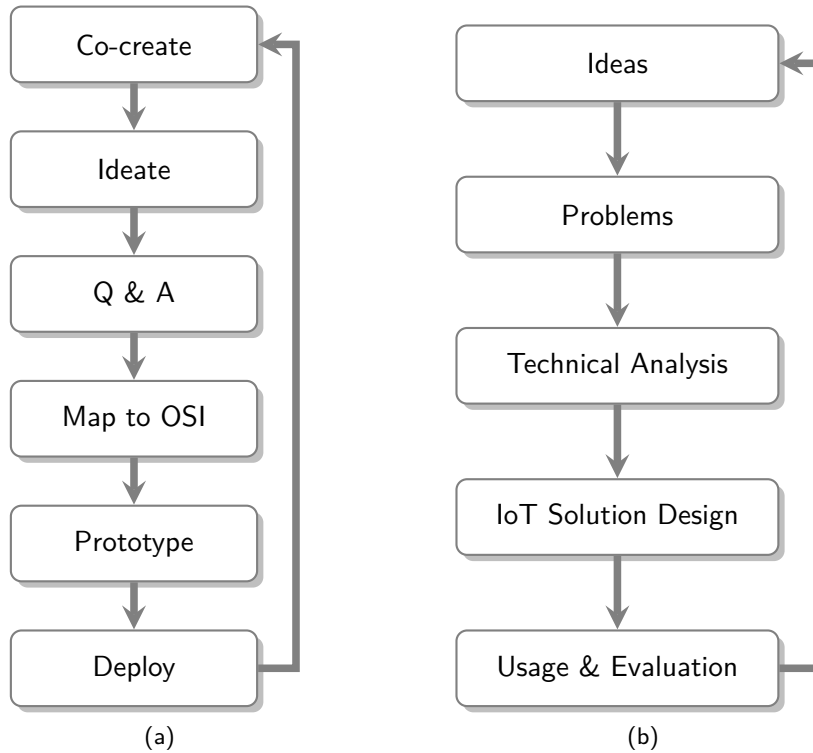 Co-create
Ideate
Q & A
Map to OSI
Prototype
Deploy
(a)
Ideas
Problems
Technical Analysis
IoT Solution Design
Usage & Evaluation
(b)